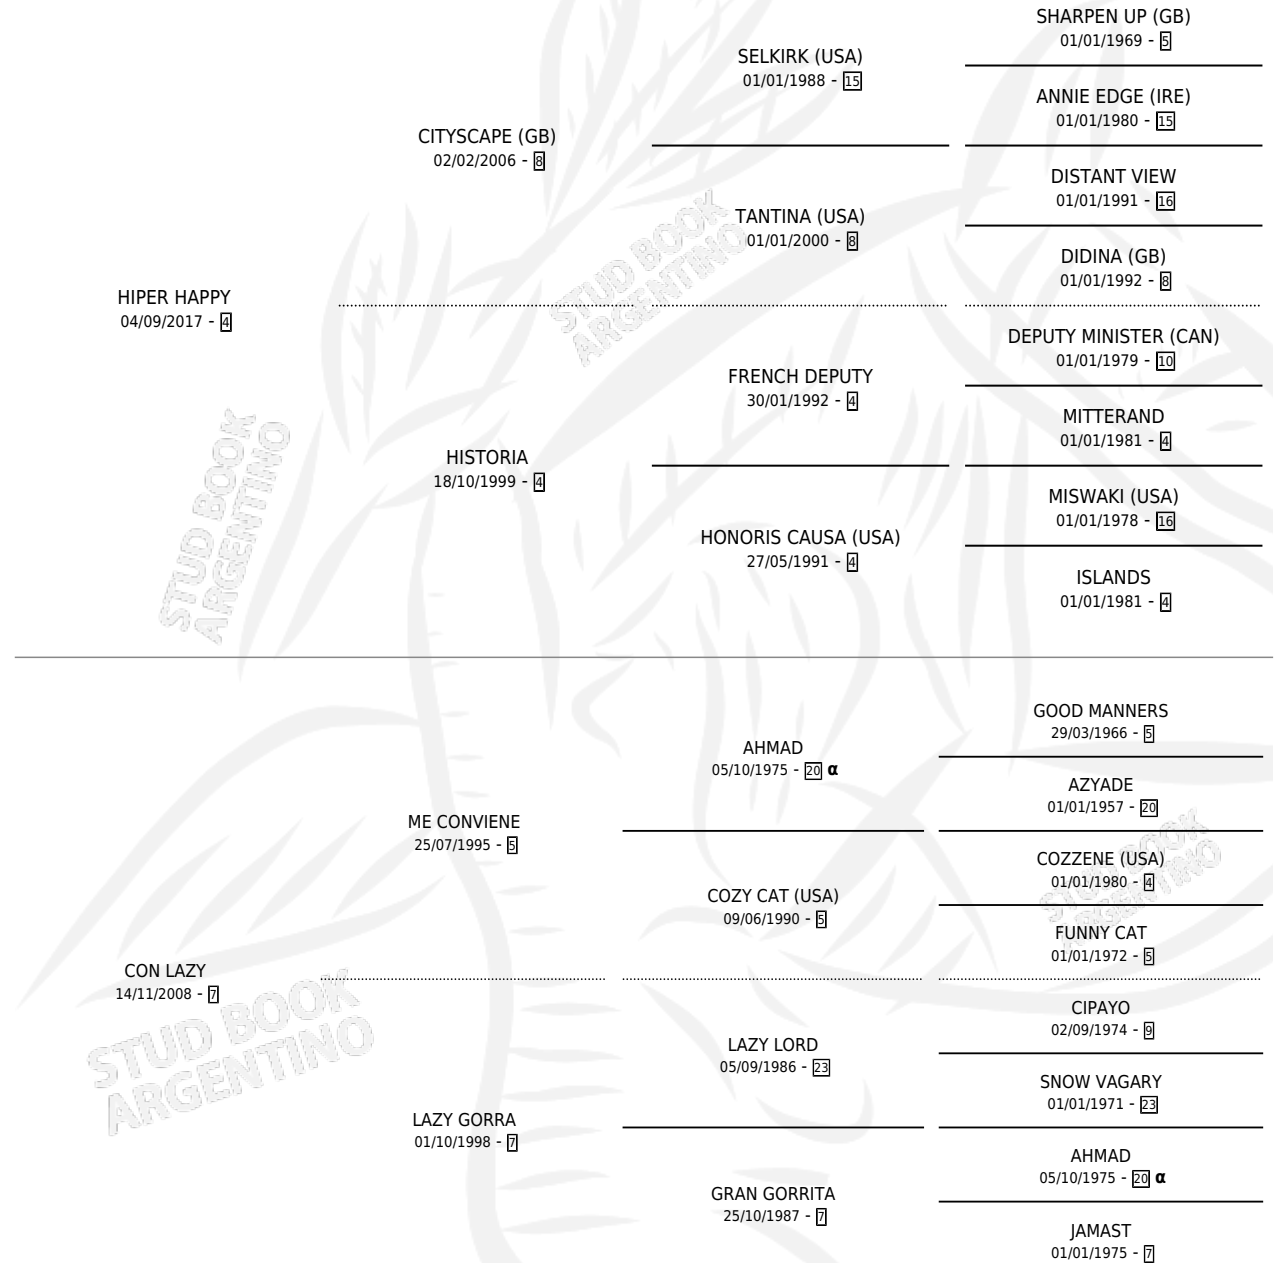 SHARPEN UP (GB)
01/01/1969 - 5
SELKIRK (USA)
01/01/1988 - 15
ANNIE EDGE (IRE)
01/01/1980 - 15
CITYSCAPE (GB)
02/02/2006 - 8
DISTANT VIEW
01/01/1991 - 16
TANTINA (USA)
01/01/2000 - 8
DIDINA (GB)
01/01/1992 - 8
HIPER HAPPY
04/09/2017 - 4
DEPUTY MINISTER (CAN)
01/01/1979 - 10
FRENCH DEPUTY
30/01/1992 - 4
MITTERAND
01/01/1981 - 4
HISTORIA
18/10/1999 - 4
MISWAKI (USA)
01/01/1978 - 16
HONORIS CAUSA (USA)
27/05/1991 - 4
ISLANDS
01/01/1981 - 4
GOOD MANNERS
29/03/1966 - 5
AHMAD
05/10/1975 - 20 α
AZYADE
01/01/1957 - 20
ME CONVIENE
25/07/1995 - 5
COZZENE (USA)
01/01/1980 - 4
COZY CAT (USA)
09/06/1990 - 5
FUNNY CAT
01/01/1972 - 5
CON LAZY
14/11/2008 - 7
CIPAYO
02/09/1974 - 9
LAZY LORD
05/09/1986 - 23
SNOW VAGARY
01/01/1971 - 23
LAZY GORRA
01/10/1998 - 7
AHMAD
05/10/1975 - 20 α
GRAN GORRITA
25/10/1987 - 7
JAMAST
01/01/1975 - 7
STUD BOOK
ARGENTINO
STUD BOOK
ARGENTINO
STUD BOOK
ARGENTINO
STUD BOOK
ARGENTINO